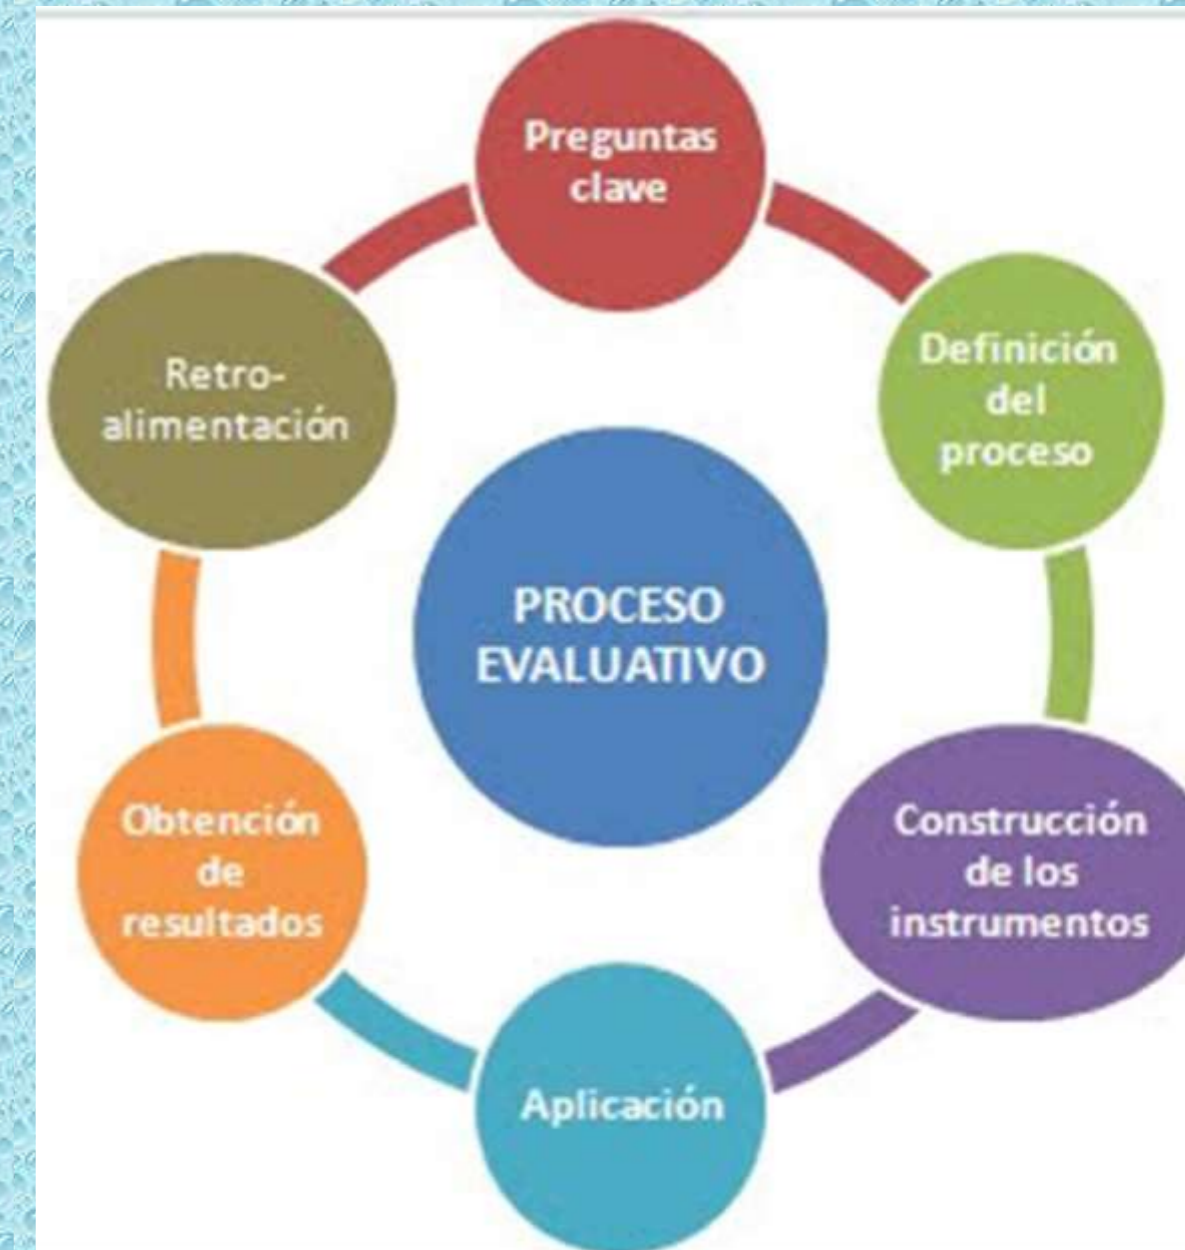 Preguntas
clave
Definición
del
proceso
Construcción
de los
instrumentos
Aplicación
Obtención
de
resultados
Retro-
alimentación
PROCESO
EVALUATIVO